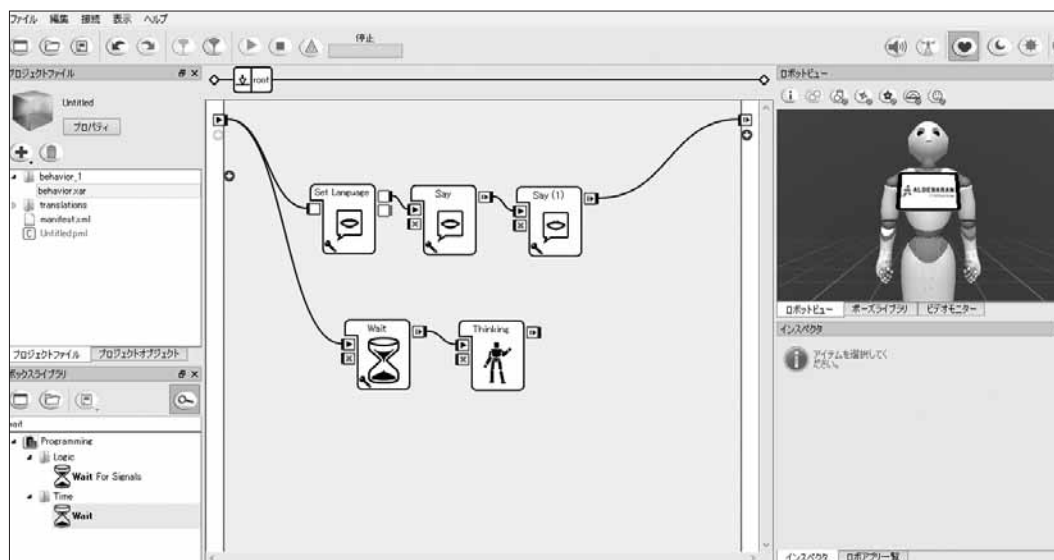 ファイル 編集 接続 表示 ヘルプ
停止
プロジェクトファイル
Untitled
プロパティ
behavior_1
behavior.xar
translations
manifest.xml
Untitled.pml
プロジェクトファイル プロジェクトオブジェクト
ボックスライブラリ
wait
Programming
Logic
Wait For Signals
Time
Wait
root
Set Language
Say
Say (1)
Wait
Thinking
ロボットビュー
ALDEBARAN
ロボットビュー ポーズライブラリ ビデオモニター
インスペクタ
アイテムを選択してく
ださい。
インスペクタ ロボアプリ一覧